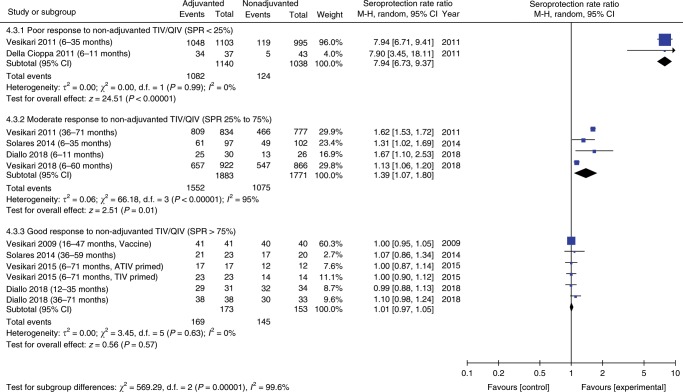 Adjuvanted Nonadjuvanted Seroprotection rate ratio Seroprotection rate ratio
Study or subgroup Events Total Events Total Weight M-H, random, 95% CI Year M-H, random, 95% CI
4.3.1 Poor response to non-adjuvanted TIV/QIV (SPR < 25%)
Vesikari 2011 (6–35 months) 1048 1103 119 995 96.0% 7.94 [6.71, 9.41] 2011
Della Cioppa 2011 (6–11 months) 34 37 5 43 4.0% 7.90 [3.45, 18.11] 2011
Subtotal (95% CI) 1140 1038 100.0% 7.94 [6.73, 9.37]
Total events 1082 124
Heterogeneity: τ² = 0.00; χ² = 0.00, d.f. = 1 (P = 0.99); I² = 0%
Test for overall effect: z = 24.51 (P < 0.00001)
4.3.2 Moderate response to non-adjuvanted TIV/QIV (SPR 25% to 75%)
Vesikari 2011 (36–71 months) 809 834 466 777 29.9% 1.62 [1.53, 1.72] 2011
Solares 2014 (6–35 months) 61 97 49 102 24.0% 1.31 [1.02, 1.69] 2014
Diallo 2018 (6–11 months) 25 30 13 26 16.9% 1.67 [1.10, 2.53] 2018
Vesikari 2018 (6–60 months) 657 922 547 866 29.1% 1.13 [1.06, 1.20] 2018
Subtotal (95% CI) 1883 1771 100.0% 1.39 [1.07, 1.80]
Total events 1552 1075
Heterogeneity: τ² = 0.06; χ² = 66.18, d.f. = 3 (P < 0.00001); I² = 95%
Test for overall effect: z = 2.51 (P = 0.01)
4.3.3 Good response to non-adjuvanted TIV/QIV (SPR > 75%)
Vesikari 2009 (16–47 months, Vaccine) 41 41 40 40 60.3% 1.00 [0.95, 1.05] 2009
Solares 2014 (36–59 months) 21 23 17 20 2.9% 1.07 [0.86, 1.34] 2014
Vesikari 2015 (6–71 months, ATIV primed) 17 17 12 12 7.4% 1.00 [0.87, 1.14] 2015
Vesikari 2015 (6–71 months, TIV primed) 23 23 14 14 11.1% 1.00 [0.90, 1.12] 2015
Diallo 2018 (12–35 months) 29 31 32 34 8.7% 0.99 [0.88, 1.13] 2018
Diallo 2018 (36–71 months) 38 38 30 33 9.6% 1.10 [0.98, 1.24] 2018
Subtotal (95% CI) 173 153 100.0% 1.01 [0.97, 1.05]
Total events 169 145
Heterogeneity: τ² = 0.00; χ² = 3.45, d.f. = 5 (P = 0.63); I² = 0%
Test for overall effect: z = 0.56 (P = 0.57)
0.1 0.2 0.5 1 2 5 10
Test for subgroup differences: χ² = 569.29, d.f. = 2 (P = 0.00001), I² = 99.6% Favours [control] Favours [experimental]